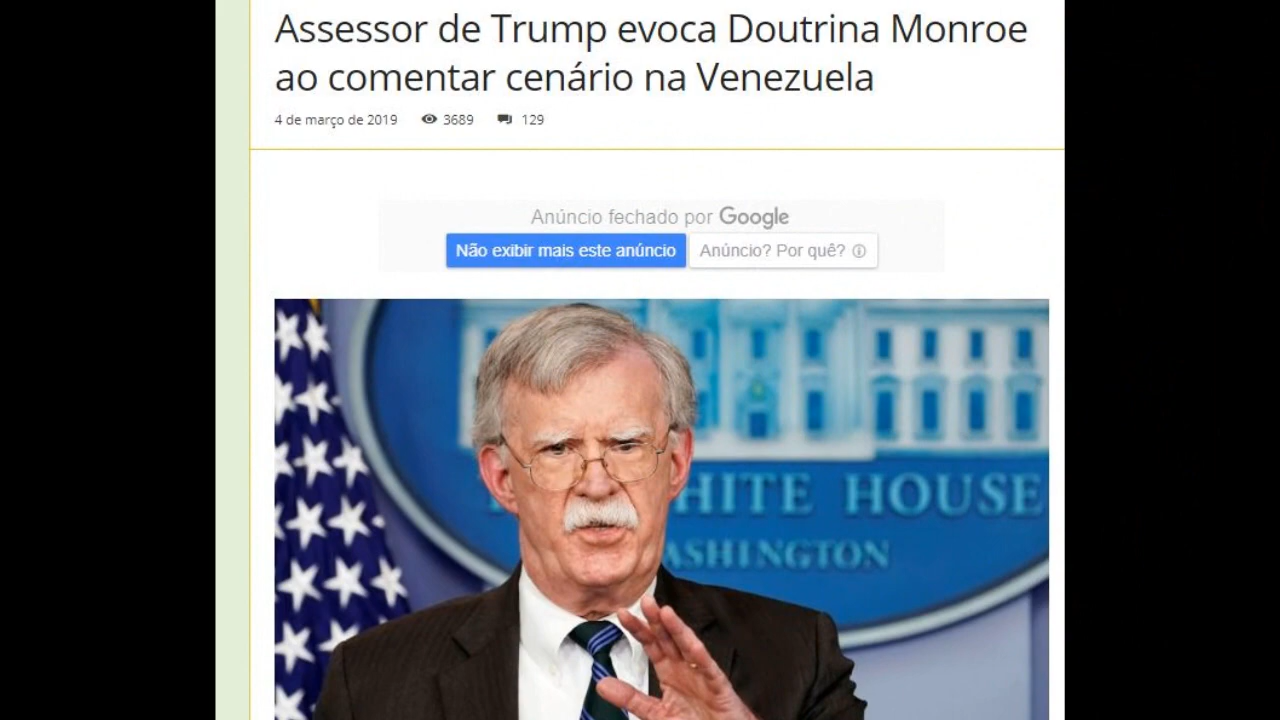 Assessor de Trump evoca Doutrina Monroe
ao comentar cenário na Venezuela
4 de março de 2019 3689 129
Anúncio fechado por Google
Não exibir mais este anúncio Anúncio? Por quê?
HITE HOUSE
ASHINGTON